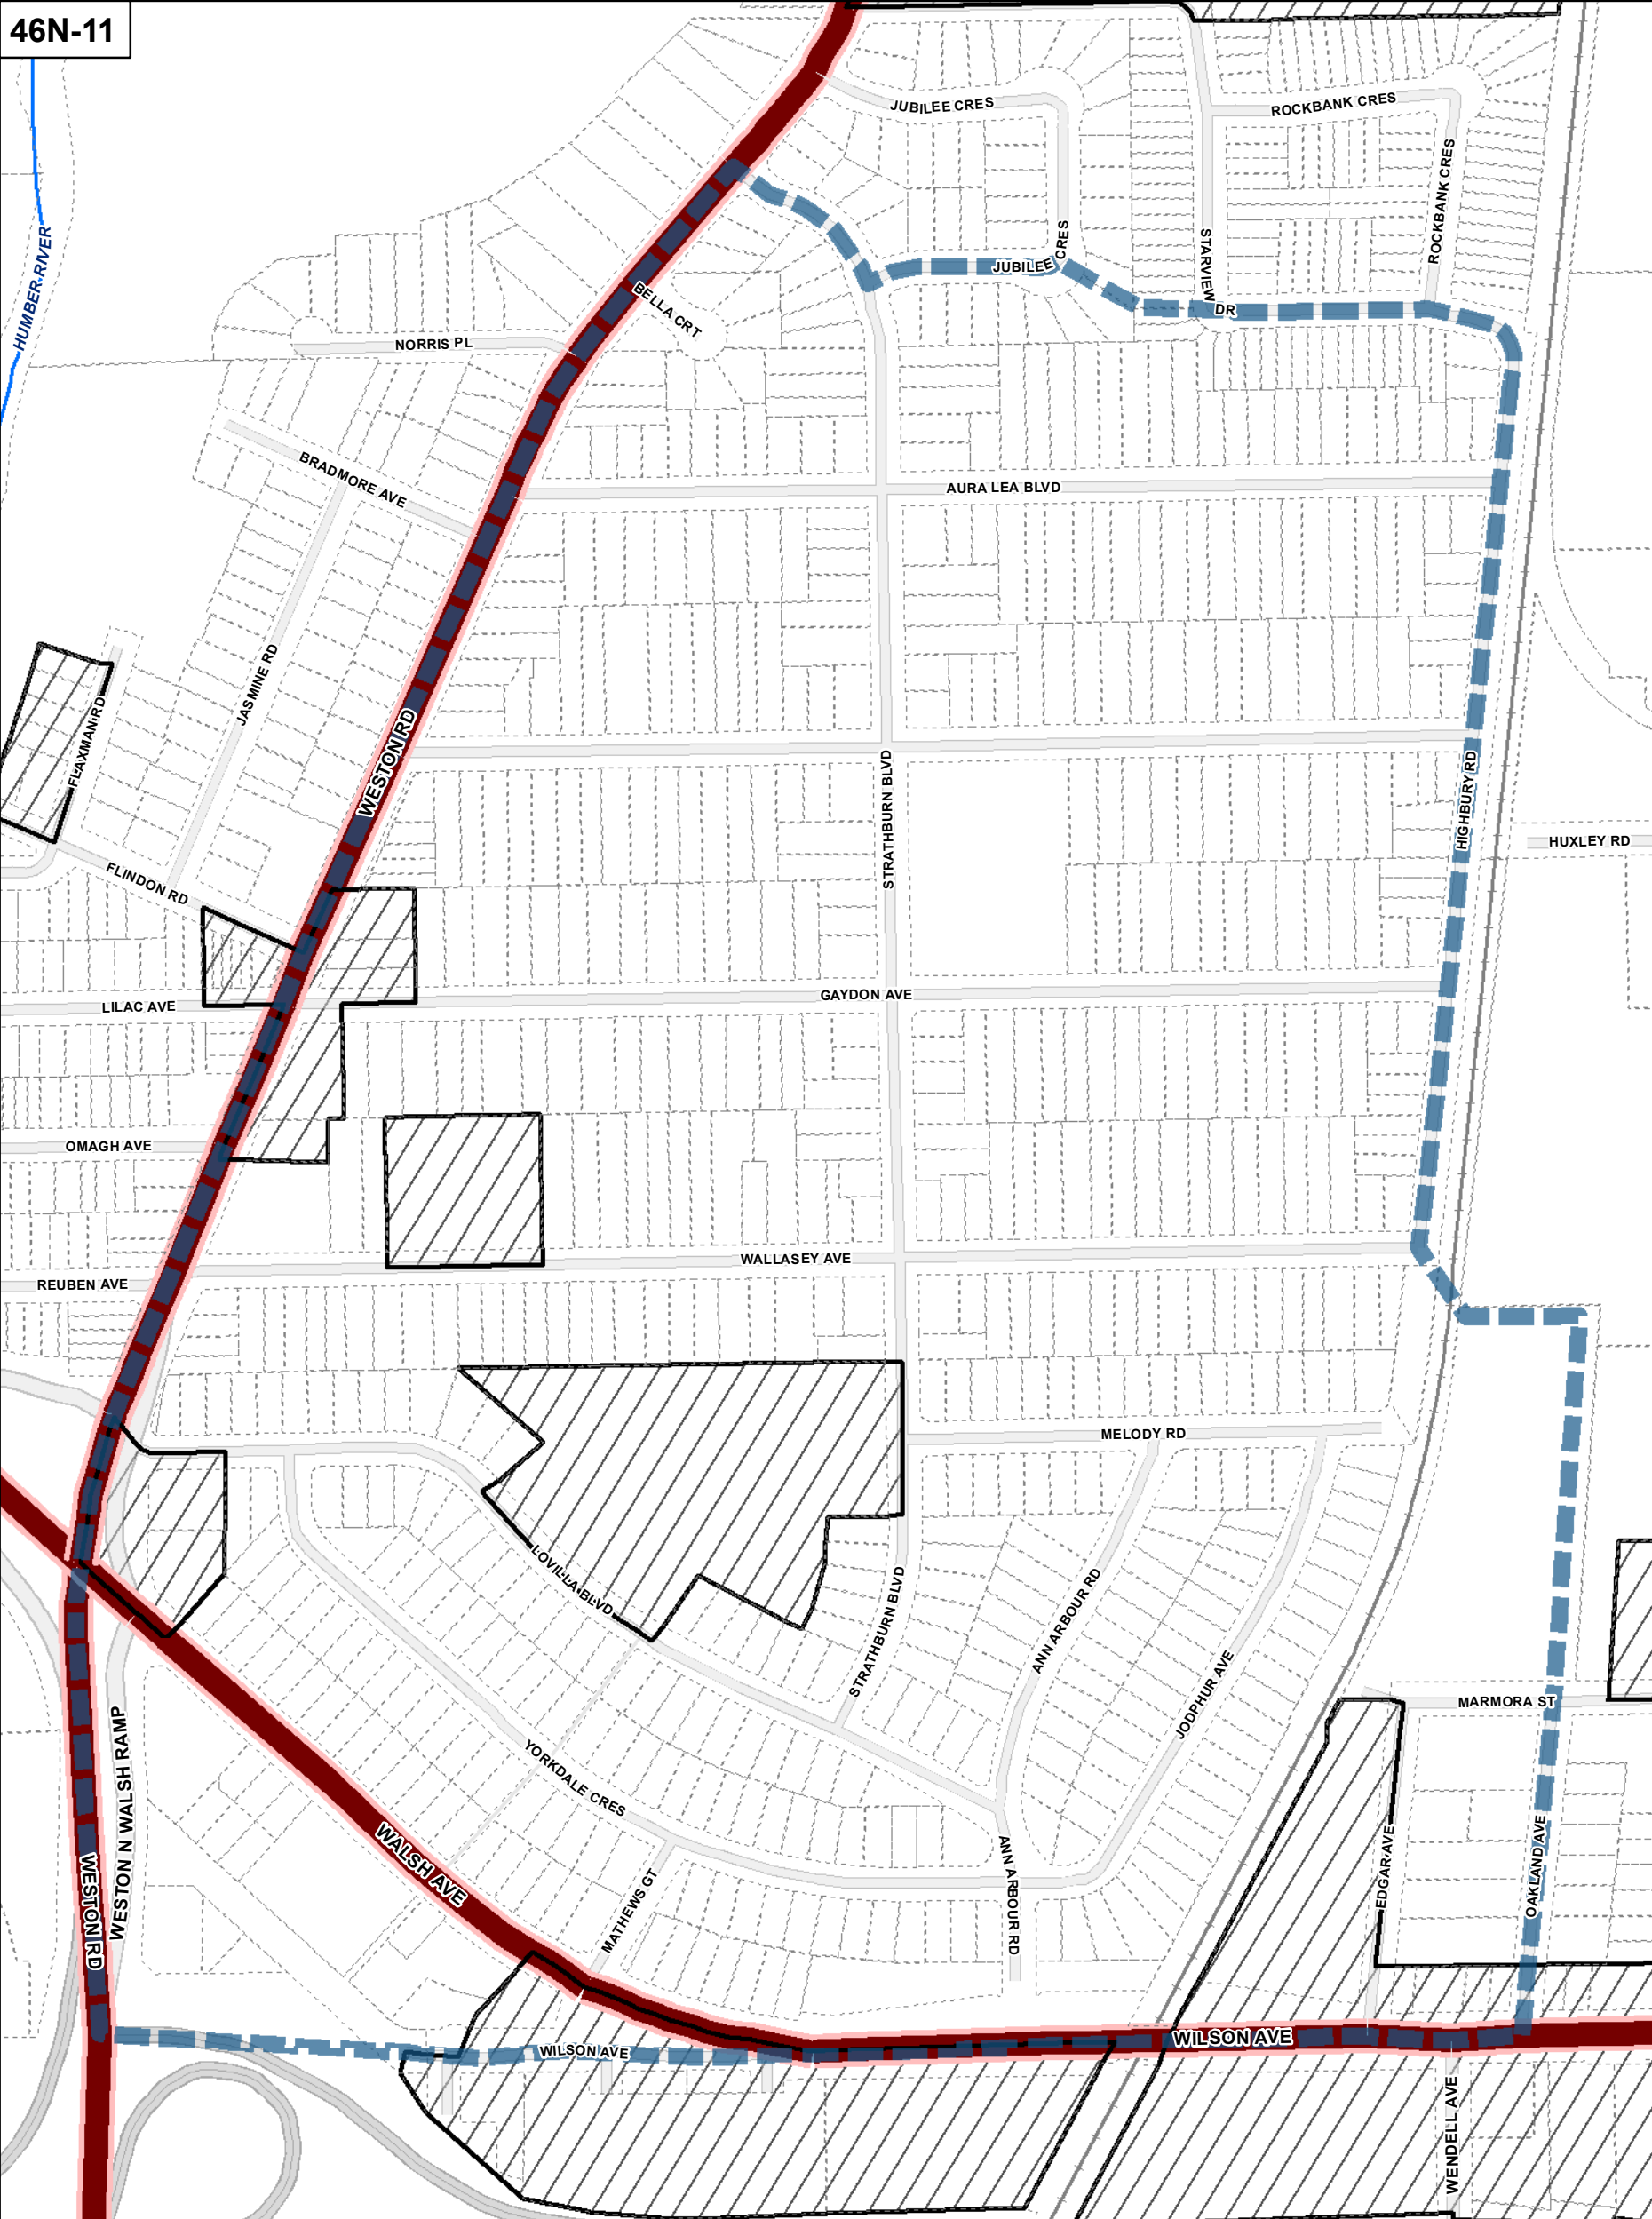 46N-11
JUBILEE CRES
ROCKBANK CRES
ROCKBANK CRES
HUMBER RIVER
STARVIEW DR
JUBILEE CRES
BELLA CRT
NORRIS PL
BRADMORE AVE
AURA LEA BLVD
JASMINE RD
FLAXMAN RD
WESTON RD
STRATHBURN BLVD
HIGHBURY RD
HUXLEY RD
FLINDON RD
LILAC AVE
GAYDON AVE
OMAGH AVE
WALLASEY AVE
REUBEN AVE
MELODY RD
LOVILLA BLVD
STRATHBURN BLVD
ANN ARBOUR RD
JODPHUR AVE
MARMORA ST
WESTON N WALSH RAMP
YORKDALE CRES
WALSH AVE
MATHEWS GT
ANN ARBOUR RD
EDGAR AVE
OAKLAND AVE
WESTON RD
WILSON AVE
WILSON AVE
WENDELL AVE